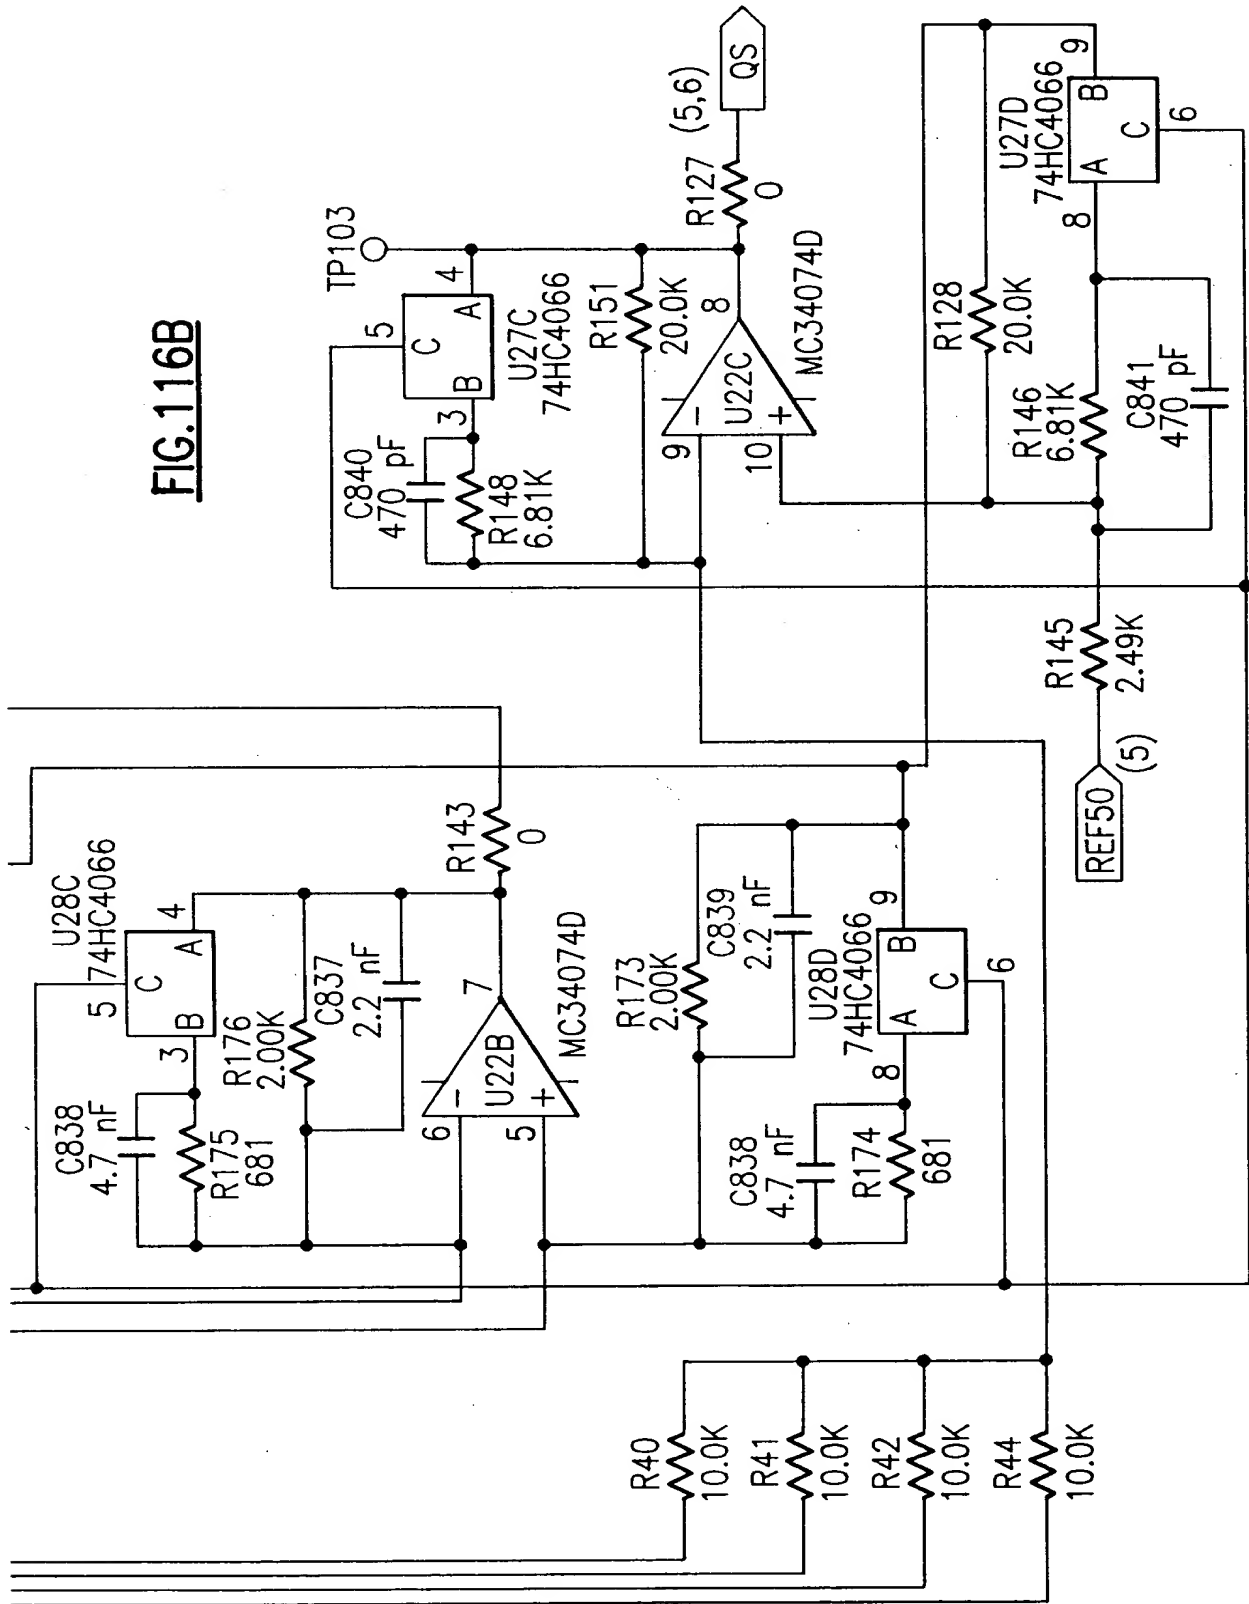 FIG.116B
TP103
4
5
C
A
B
3
U27C
74HC4066
C840
470 pF
R148
6.81K
R151
20.0K
9
10
−
+
U22C
8
MC34074D
R127
0
(5,6)
QS
R128
20.0K
U27D
74HC4066
9
B
C
A
6
8
R146
6.81K
C841
470 pF
R145
2.49K
REF50
(5)
U28C
74HC4066
5
4
C
A
B
3
C838
4.7 nF
R175
681
R176
2.00K
C837
2.2 nF
6
5
−
+
U22B
7
MC34074D
R143
0
R173
2.00K
C839
2.2 nF
U28D
74HC4066
9
B
C
A
6
8
C838
4.7 nF
R174
681
R40
10.0K
R41
10.0K
R42
10.0K
R44
10.0K